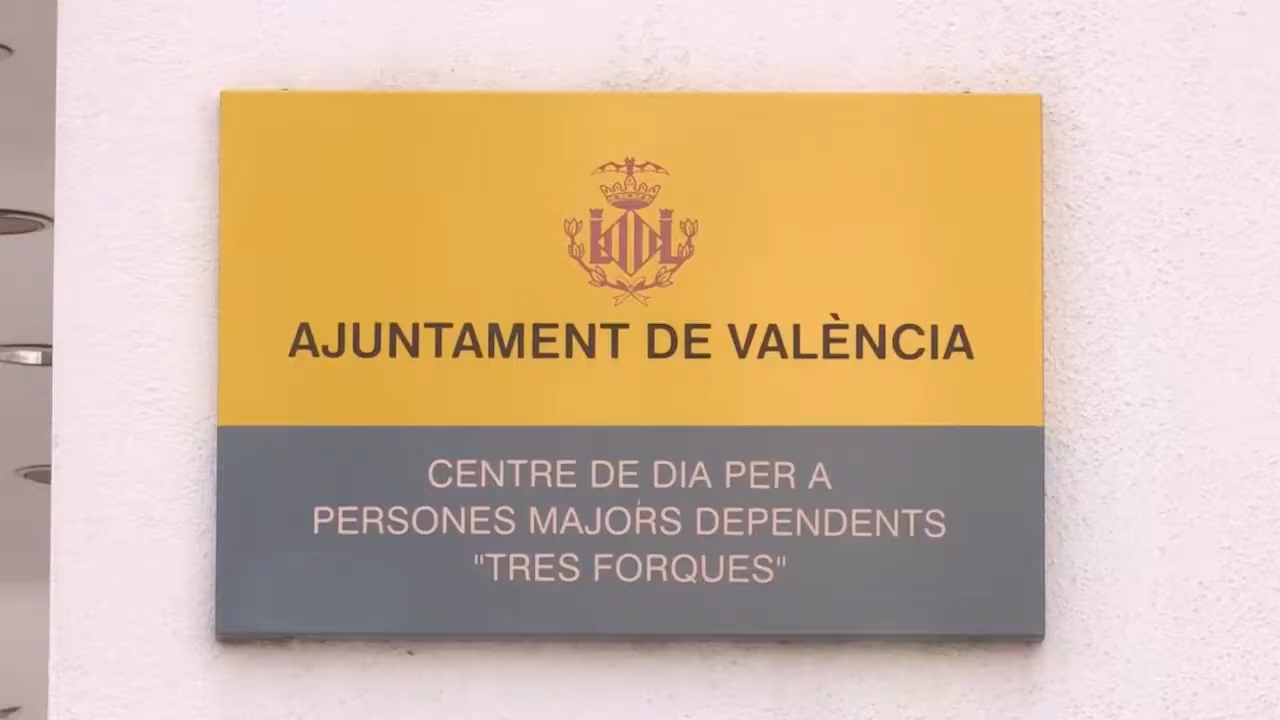 AJUNTAMENT DE VALÈNCIA
CENTRE DE DIA PER A
PERSONES MAJORS DEPENDENTS
"TRES FORQUES"